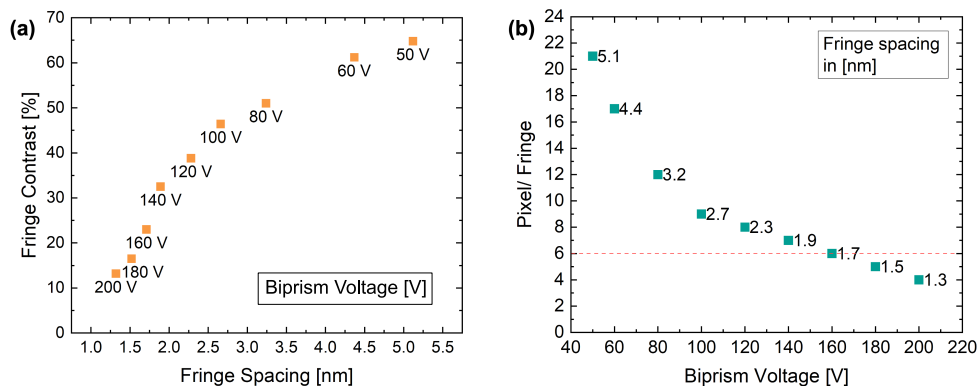 (a)
Fringe Contrast [%]
70
60
50
40
30
20
10
0
50 V
60 V
80 V
100 V
120 V
140 V
160 V
180 V
200 V
Biprism Voltage [V]
1.0 1.5 2.0 2.5 3.0 3.5 4.0 4.5 5.0 5.5
Fringe Spacing [nm]
(b)
Pixel/ Fringe
24
22
20
18
16
14
12
10
8
6
4
2
0
Fringe spacing
in [nm]
5.1
4.4
3.2
2.7
2.3
1.9
1.7
1.5
1.3
40 60 80 100 120 140 160 180 200 220
Biprism Voltage [V]